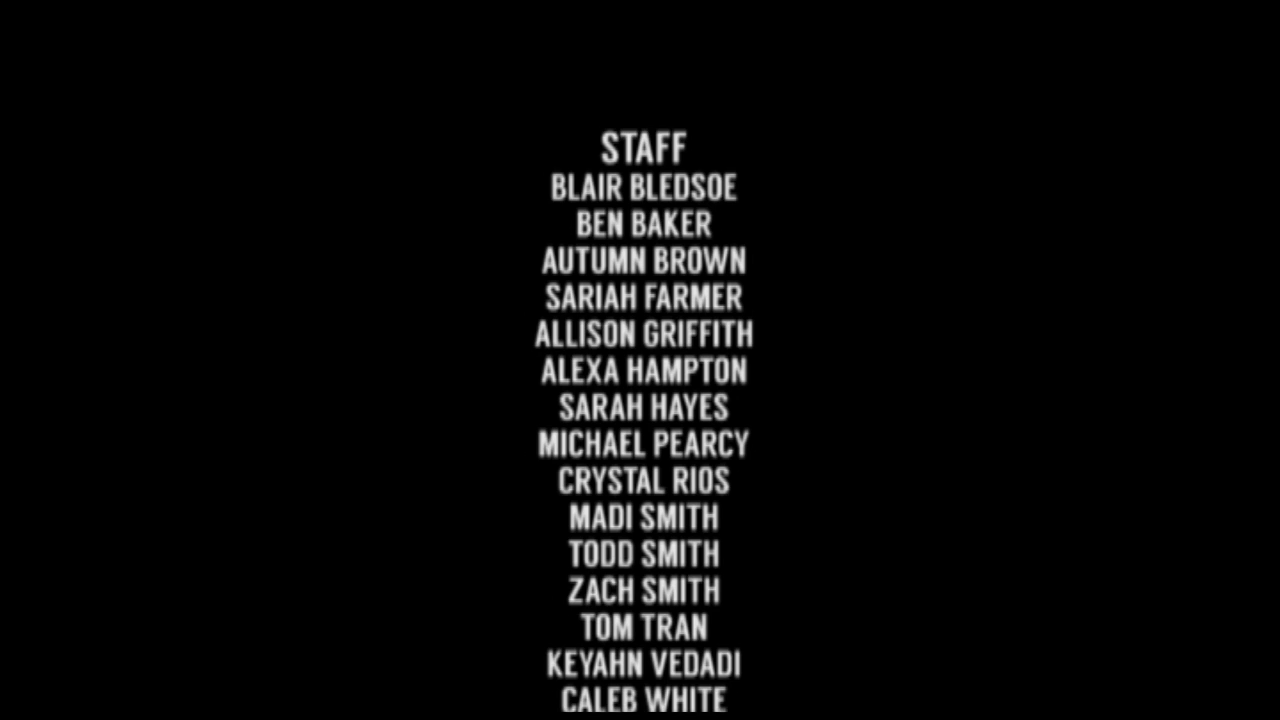 STAFF
BLAIR BLEDSOE
BEN BAKER
AUTUMN BROWN
SARIAH FARMER
ALLISON GRIFFITH
ALEXA HAMPTON
SARAH HAYES
MICHAEL PEARCY
CRYSTAL RIOS
MADI SMITH
TODD SMITH
ZACH SMITH
TOM TRAN
KEYAHN VEDADI
CALEB WHITE